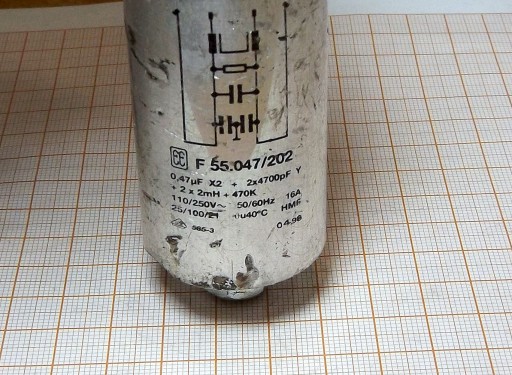 F 55.047/202
0,47µF X2 + 2x4700pF Y
+ 2 x 2mH + 470K 16A
110/250V~ 50/60Hz HMF
25/100/21 40°C 04.98
565-3